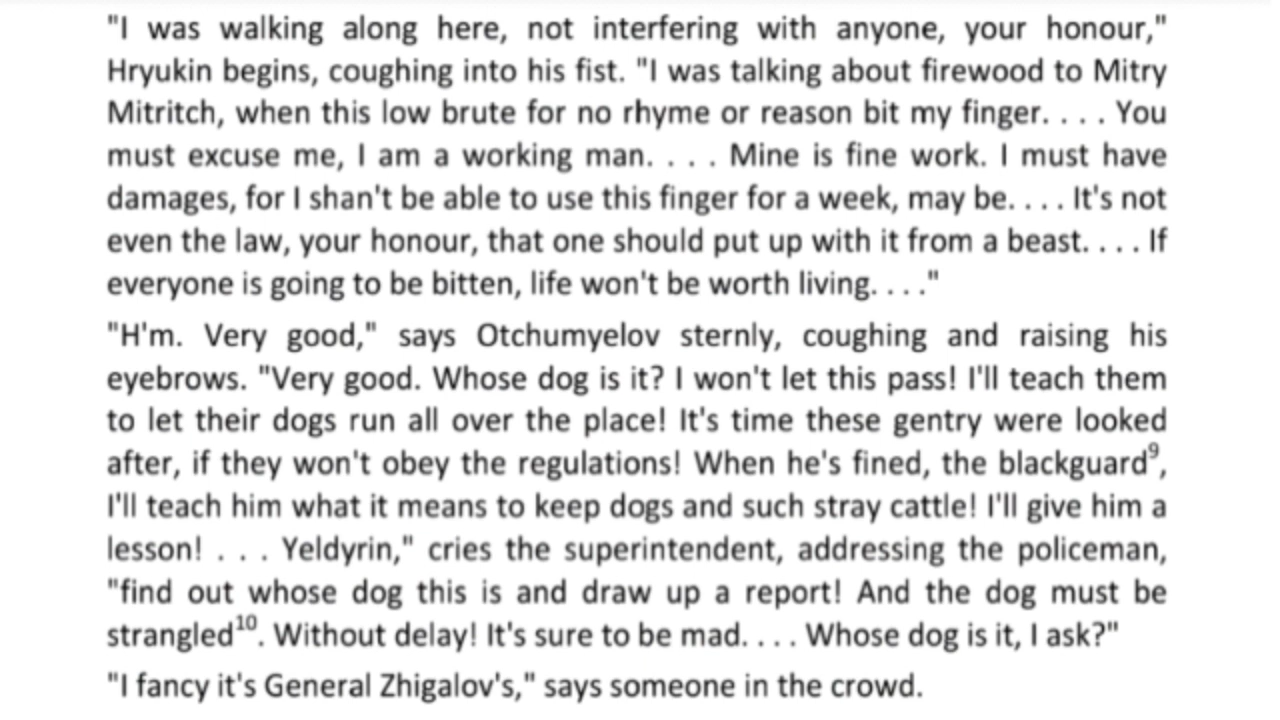 "I was walking along here, not interfering with anyone, your honour,"
Hryukin begins, coughing into his fist. "I was talking about firewood to Mitry
Mitritch, when this low brute for no rhyme or reason bit my finger. . . . You
must excuse me, I am a working man. . . . Mine is fine work. I must have
damages, for I shan't be able to use this finger for a week, may be. . . . It's not
even the law, your honour, that one should put up with it from a beast. . . . If
everyone is going to be bitten, life won't be worth living. . . ."
"H'm. Very good," says Otchumyelov sternly, coughing and raising his
eyebrows. "Very good. Whose dog is it? I won't let this pass! I'll teach them
to let their dogs run all over the place! It's time these gentry were looked
after, if they won't obey the regulations! When he's fined, the blackguard⁹,
I'll teach him what it means to keep dogs and such stray cattle! I'll give him a
lesson! . . . Yeldyrin," cries the superintendent, addressing the policeman,
"find out whose dog this is and draw up a report! And the dog must be
strangled¹⁰. Without delay! It's sure to be mad. . . . Whose dog is it, I ask?"
"I fancy it's General Zhigalov's," says someone in the crowd.